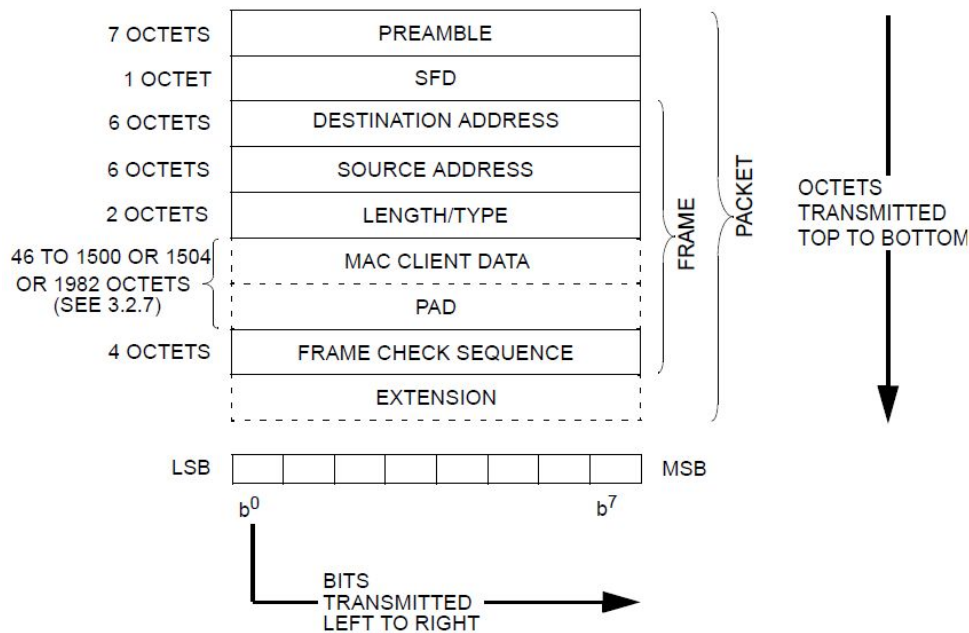 7 OCTETS
PREAMBLE
1 OCTET
SFD
6 OCTETS
DESTINATION ADDRESS
6 OCTETS
SOURCE ADDRESS
2 OCTETS
LENGTH/TYPE
46 TO 1500 OR 1504
OR 1982 OCTETS
(SEE 3.2.7)
MAC CLIENT DATA
PAD
4 OCTETS
FRAME CHECK SEQUENCE
EXTENSION
FRAME
PACKET
OCTETS
TRANSMITTED
TOP TO BOTTOM
LSB
MSB
b0
b7
BITS
TRANSMITTED
LEFT TO RIGHT